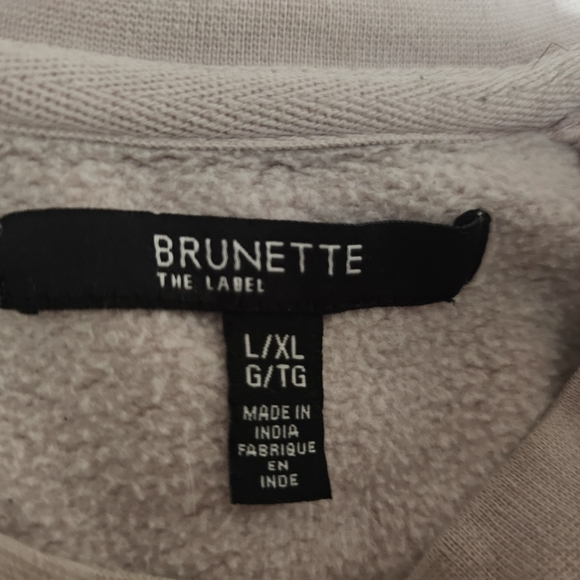 BRUNETTE
THE LABEL
L/XL
G/TG
MADE IN
INDIA
FABRIQUE
EN
INDE